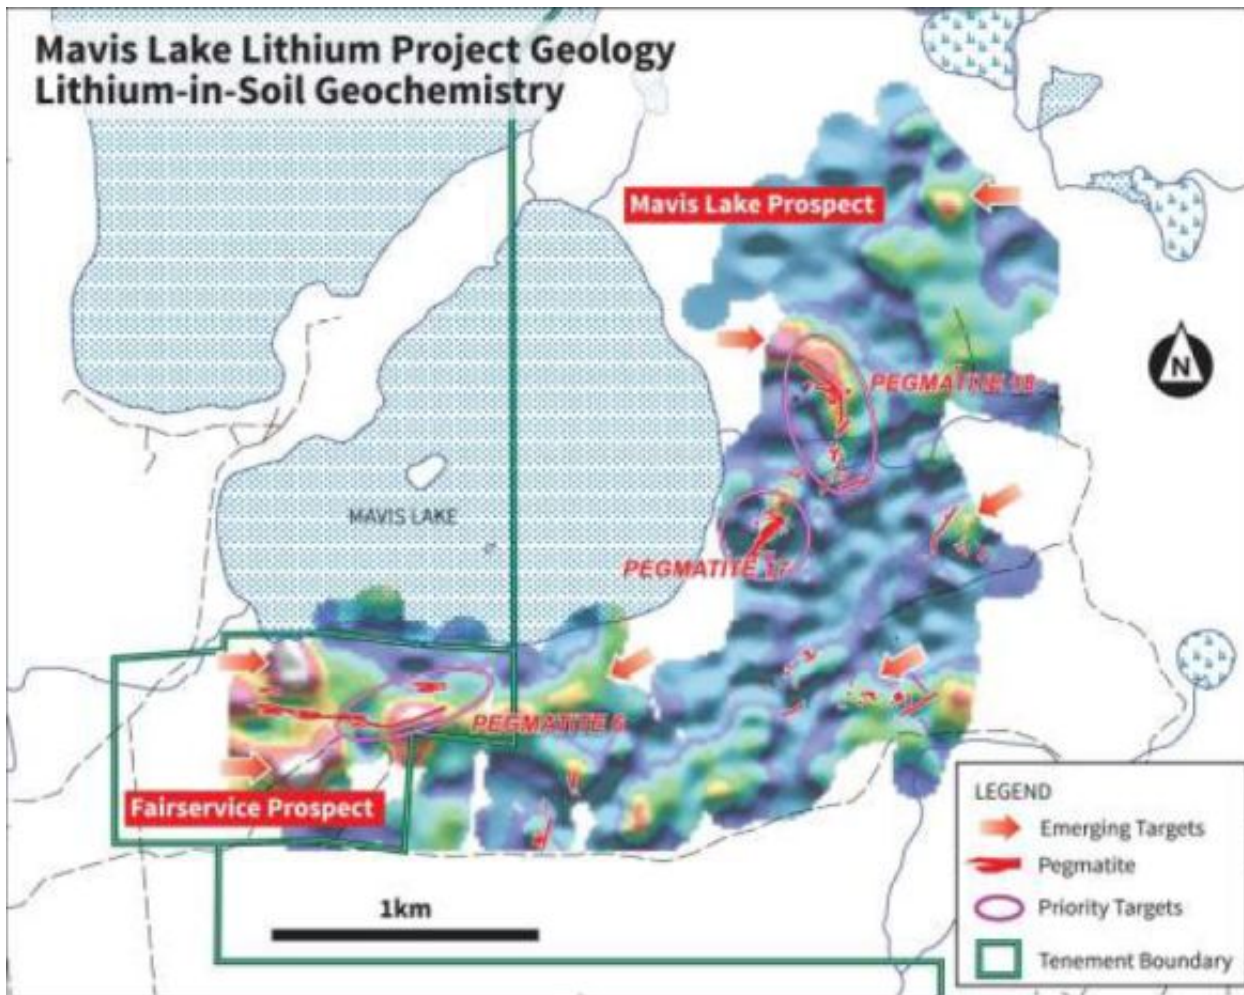 Mavis Lake Lithium Project Geology
Lithium-in-Soil Geochemistry
Mavis Lake Prospect
N
PEGMATITE 18
MAVIS LAKE
PEGMATITE 17
PEGMATITE 6
Fairservice Prospect
1km
LEGEND
Emerging Targets
Pegmatite
Priority Targets
Tenement Boundary